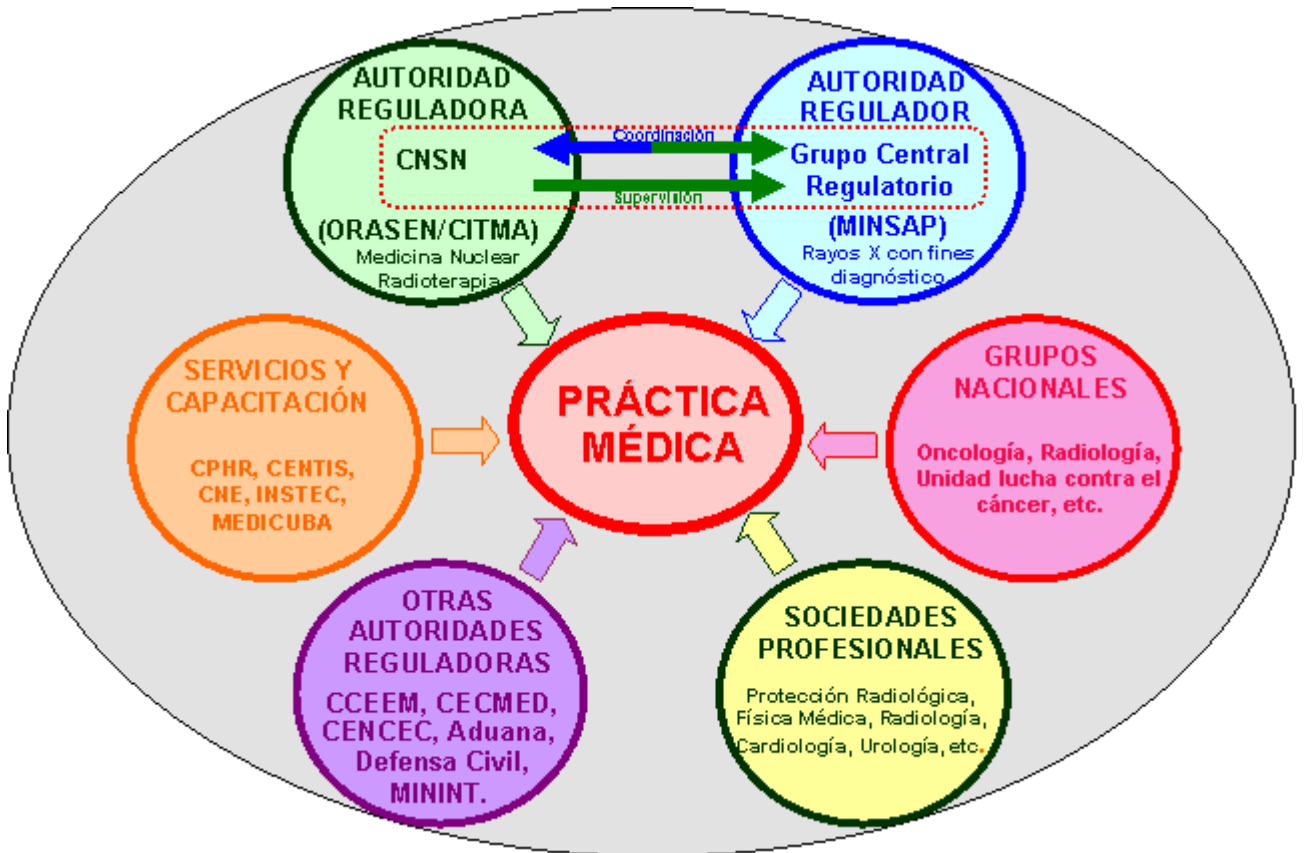 AUTORIDAD
REGULADORA
CNSN
(ORASEN/CITMA)
Medicina Nuclear
Radioterapia
Coordinación
Supervisión
AUTORIDAD
REGULADOR
Grupo Central
Regulatorio
(MINSAP)
Rayos X con fines
diagnóstico
SERVICIOS Y
CAPACITACIÓN
CPHR, CENTIS,
CNE, INSTEC,
MEDICUBA
PRÁCTICA
MÉDICA
GRUPOS
NACIONALES
Oncología, Radiología,
Unidad lucha contra el
cáncer, etc.
OTRAS
AUTORIDADES
REGULADORAS
CCEEM, CECMED,
CENCEC, Aduana,
Defensa Civil,
MININT.
SOCIEDADES
PROFESIONALES
Protección Radiológica,
Física Médica, Radiología,
Cardiología, Urología, etc.